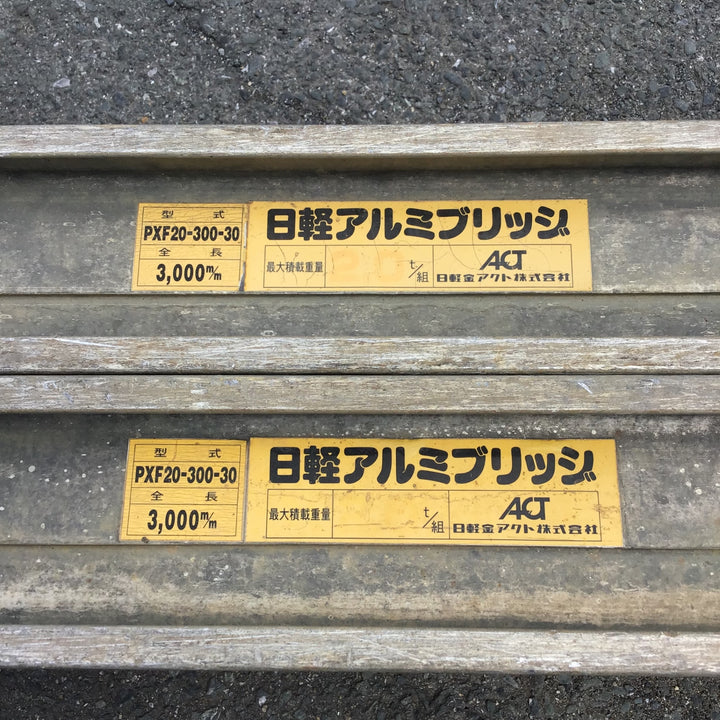 型式
PXF20-300-30
全長
3,000m/m
日軽アルミブリッジ
最大積載重量
t/組
ACT
日軽金アクト株式会社
型式
PXF20-300-30
全長
3,000m/m
日軽アルミブリッジ
最大積載重量
t/組
ACT
日軽金アクト株式会社